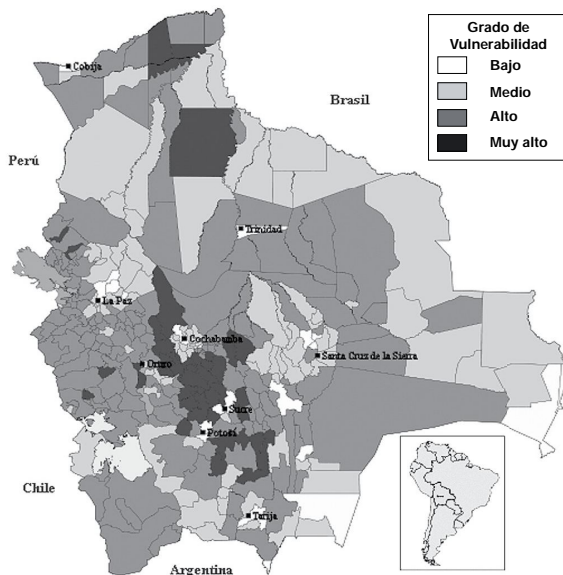 Grado de
Vulnerabilidad
Bajo
Medio
Alto
Muy alto
Cobija
Brasil
Perú
Trinidad
La Paz
Cochabamba
Santa Cruz de la Sierra
Oruro
Sucre
Potosí
Chile
Tarija
Argentina